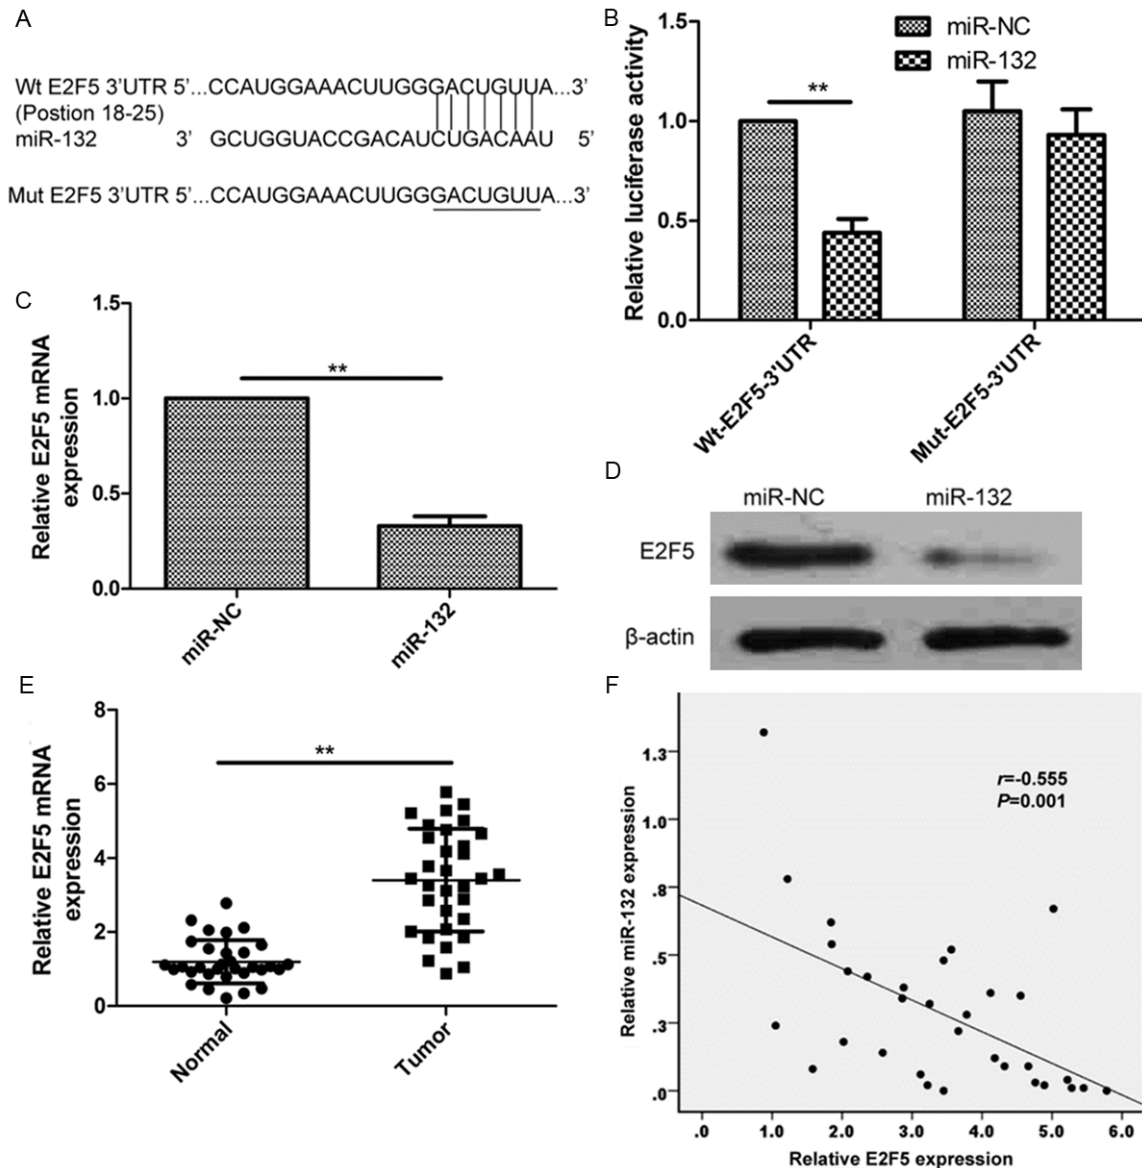 A
Wt E2F5 3’UTR 5’...CCAUGGAAACUUGGGACUGUUA...3’
(Postion 18-25)
miR-132 3’ GCUGGUACCGACAUCUGACAAU 5’
Mut E2F5 3’UTR 5’...CCAUGGAAACUUGGGACUGUUA...3’
B
Relative luciferase activity
1.5
1.0
0.5
0.0
miR-NC
miR-132
**
Wt-E2F5-3'UTR
Mut-E2F5-3'UTR
C
Relative E2F5 mRNA
expression
1.5
1.0
0.5
0.0
**
miR-NC
miR-132
D
miR-NC miR-132
E2F5
β-actin
E
Relative E2F5 mRNA
expression
8
6
4
2
0
**
Normal
Tumor
F
Relative miR-132 expression
1.3
1.0
.8
.5
.3
.0
r=-0.555
P=0.001
.0 1.0 2.0 3.0 4.0 5.0 6.0
Relative E2F5 expression